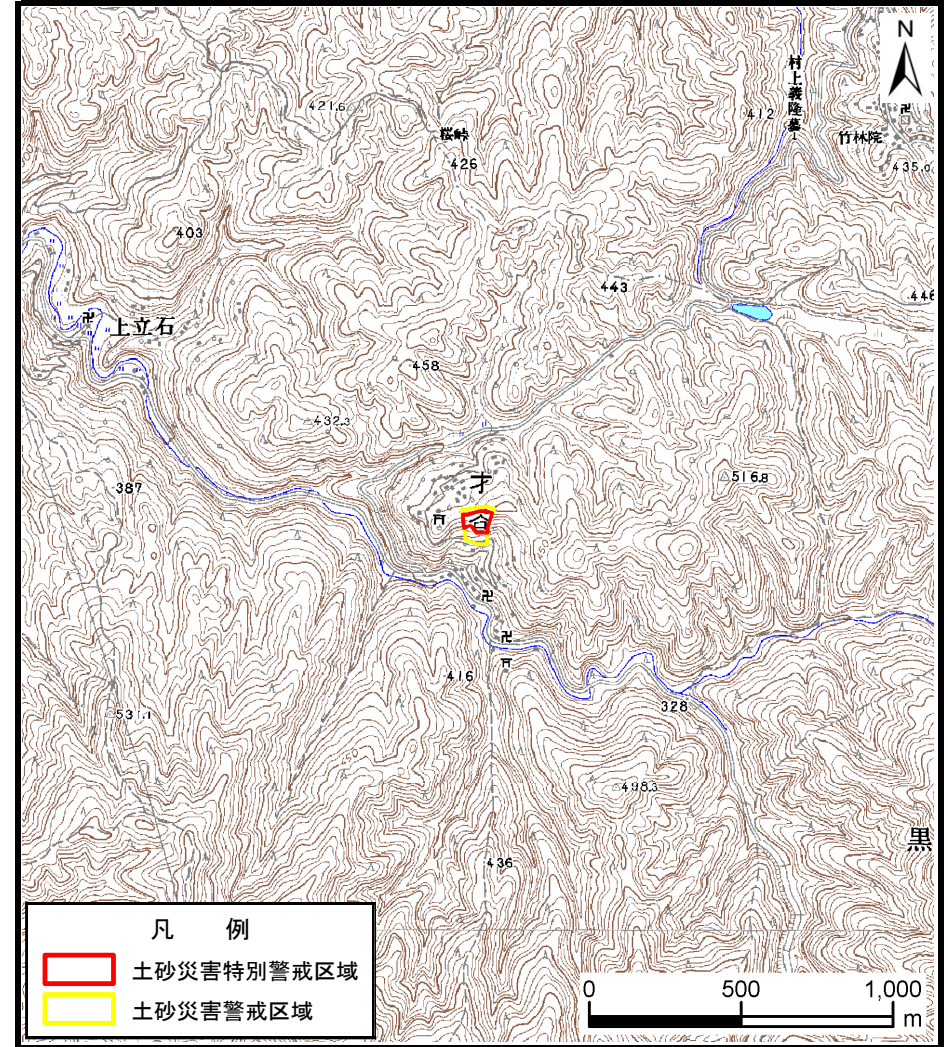 N
村上義隆墓
412
竹林院
435.0
421.6
桜峠
426
403
443
446
上立石
458
432.3
387
516.8
才
谷
416
328
531.1
498.3
黒
436
凡 例
土砂災害特別警戒区域
土砂災害警戒区域
0 500 1,000
m